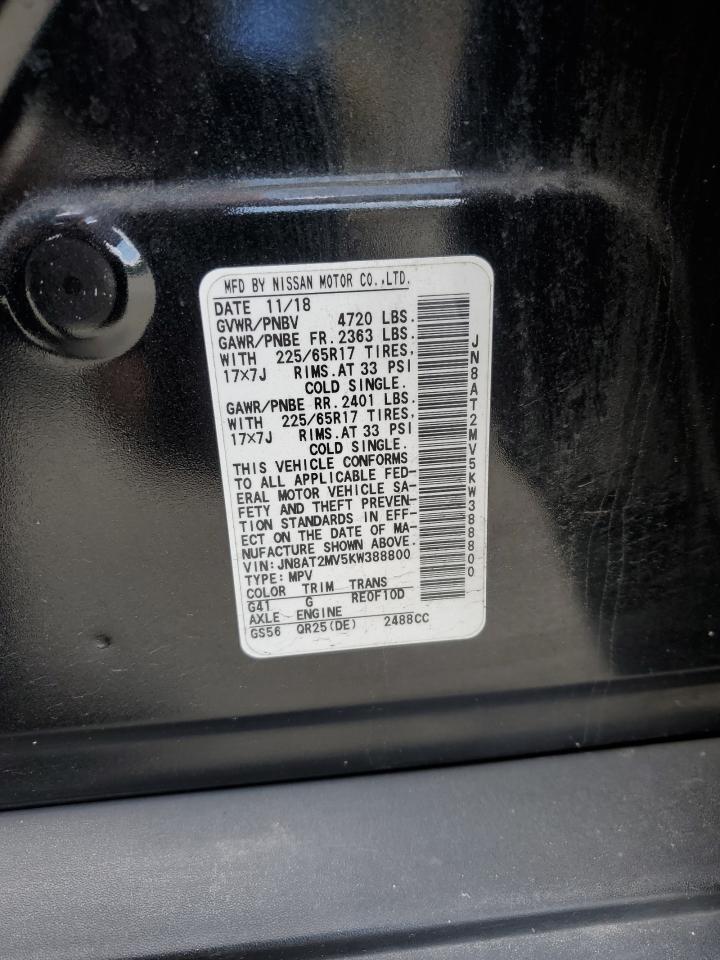 MFD BY NISSAN MOTOR CO.,LTD.
DATE 11/18
GVWR/PNBV 4720 LBS.
GAWR/PNBE FR. 2363 LBS.
WITH 225/65R17 TIRES,
17×7J RIMS.AT 33 PSI
COLD SINGLE.
GAWR/PNBE RR. 2401 LBS.
WITH 225/65R17 TIRES,
17×7J RIMS.AT 33 PSI
COLD SINGLE.
THIS VEHICLE CONFORMS
TO ALL APPLICABLE FED-
ERAL MOTOR VEHICLE SA-
FETY AND THEFT PREVEN-
TION STANDARDS IN EFF-
ECT ON THE DATE OF MA-
NUFACTURE SHOWN ABOVE.
VIN: JN8AT2MV5KW388800
TYPE: MPV
COLOR TRIM TRANS
G41 G RE0F10D
AXLE ENGINE
GS56 QR25(DE) 2488CC
JN8AT2MV5KW388800